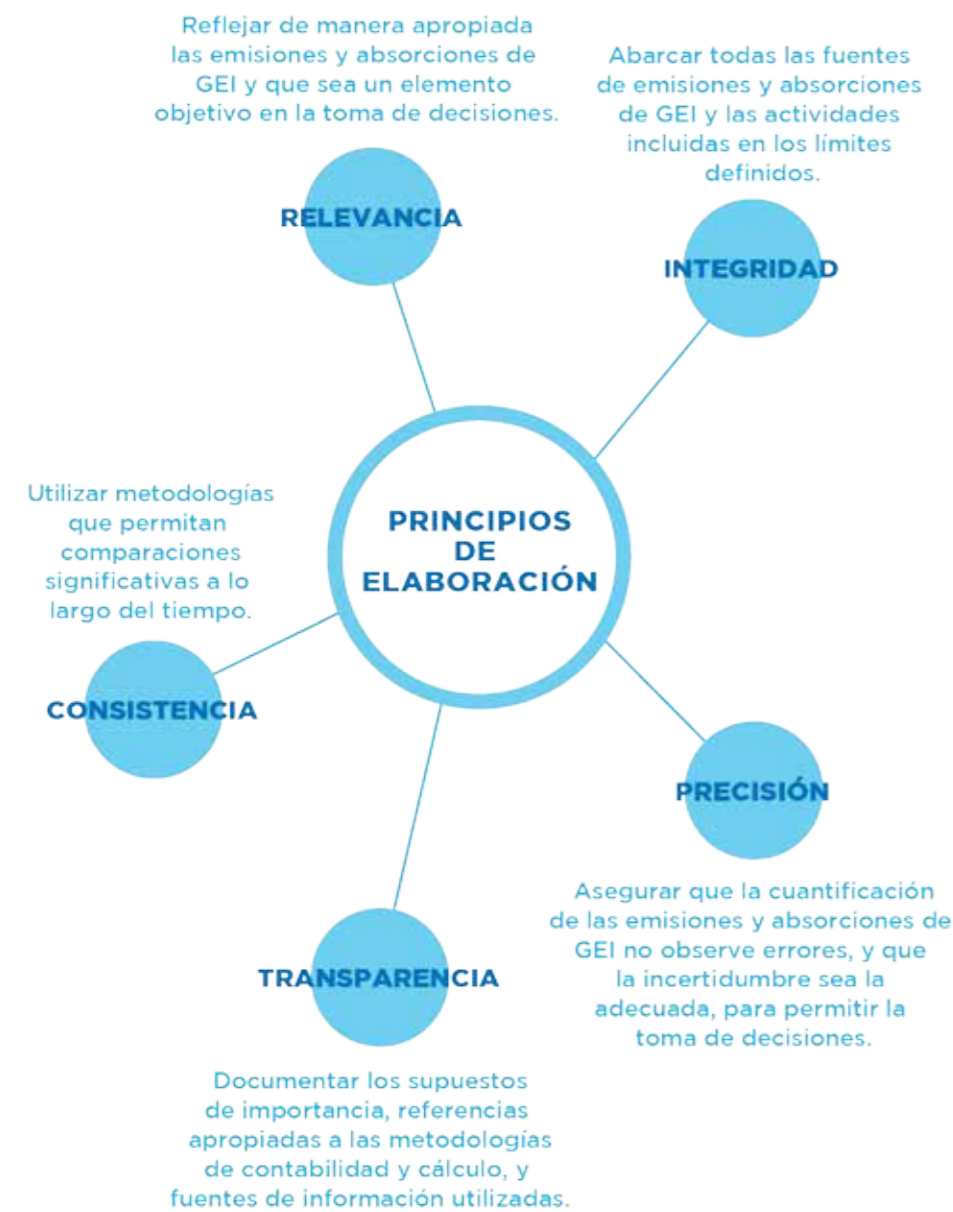 Reflejar de manera apropiada
las emisiones y absorciones de
GEI y que sea un elemento
objetivo en la toma de decisiones.
RELEVANCIA
Abarcar todas las fuentes
de emisiones y absorciones
de GEI y las actividades
incluidas en los límites
definidos.
INTEGRIDAD
PRINCIPIOS
DE
ELABORACIÓN
Utilizar metodologías
que permitan
comparaciones
significativas a lo
largo del tiempo.
CONSISTENCIA
PRECISIÓN
Asegurar que la cuantificación
de las emisiones y absorciones de
GEI no observe errores, y que
la incertidumbre sea la
adecuada, para permitir la
toma de decisiones.
TRANSPARENCIA
Documentar los supuestos
de importancia, referencias
apropiadas a las metodologías
de contabilidad y cálculo, y
fuentes de información utilizadas.